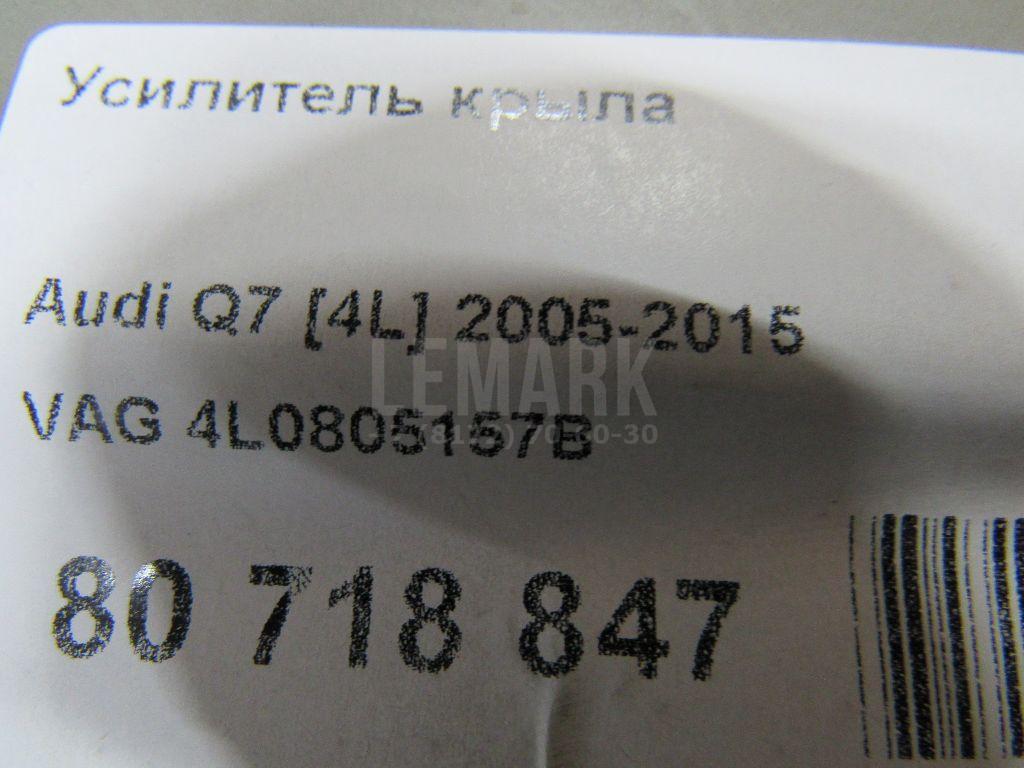 Усилитель крыла
Audi Q7 [4L] 2005-2015
LEMARK
VAG 4L0805157B
80 718 847